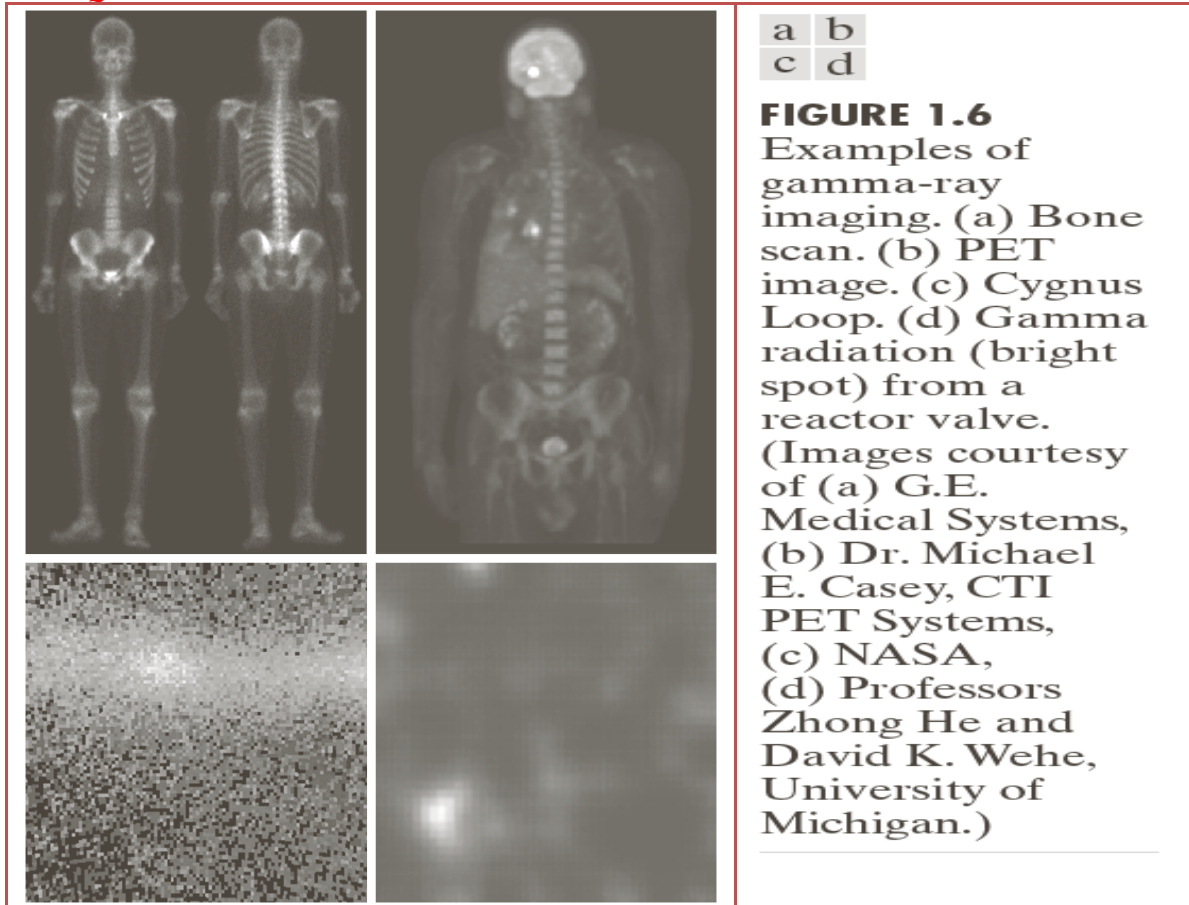 a b
c d
FIGURE 1.6
Examples of
gamma-ray
imaging. (a) Bone
scan. (b) PET
image. (c) Cygnus
Loop. (d) Gamma
radiation (bright
spot) from a
reactor valve.
(Images courtesy
of (a) G.E.
Medical Systems,
(b) Dr. Michael
E. Casey, CTI
PET Systems,
(c) NASA,
(d) Professors
Zhong He and
David K. Wehe,
University of
Michigan.)